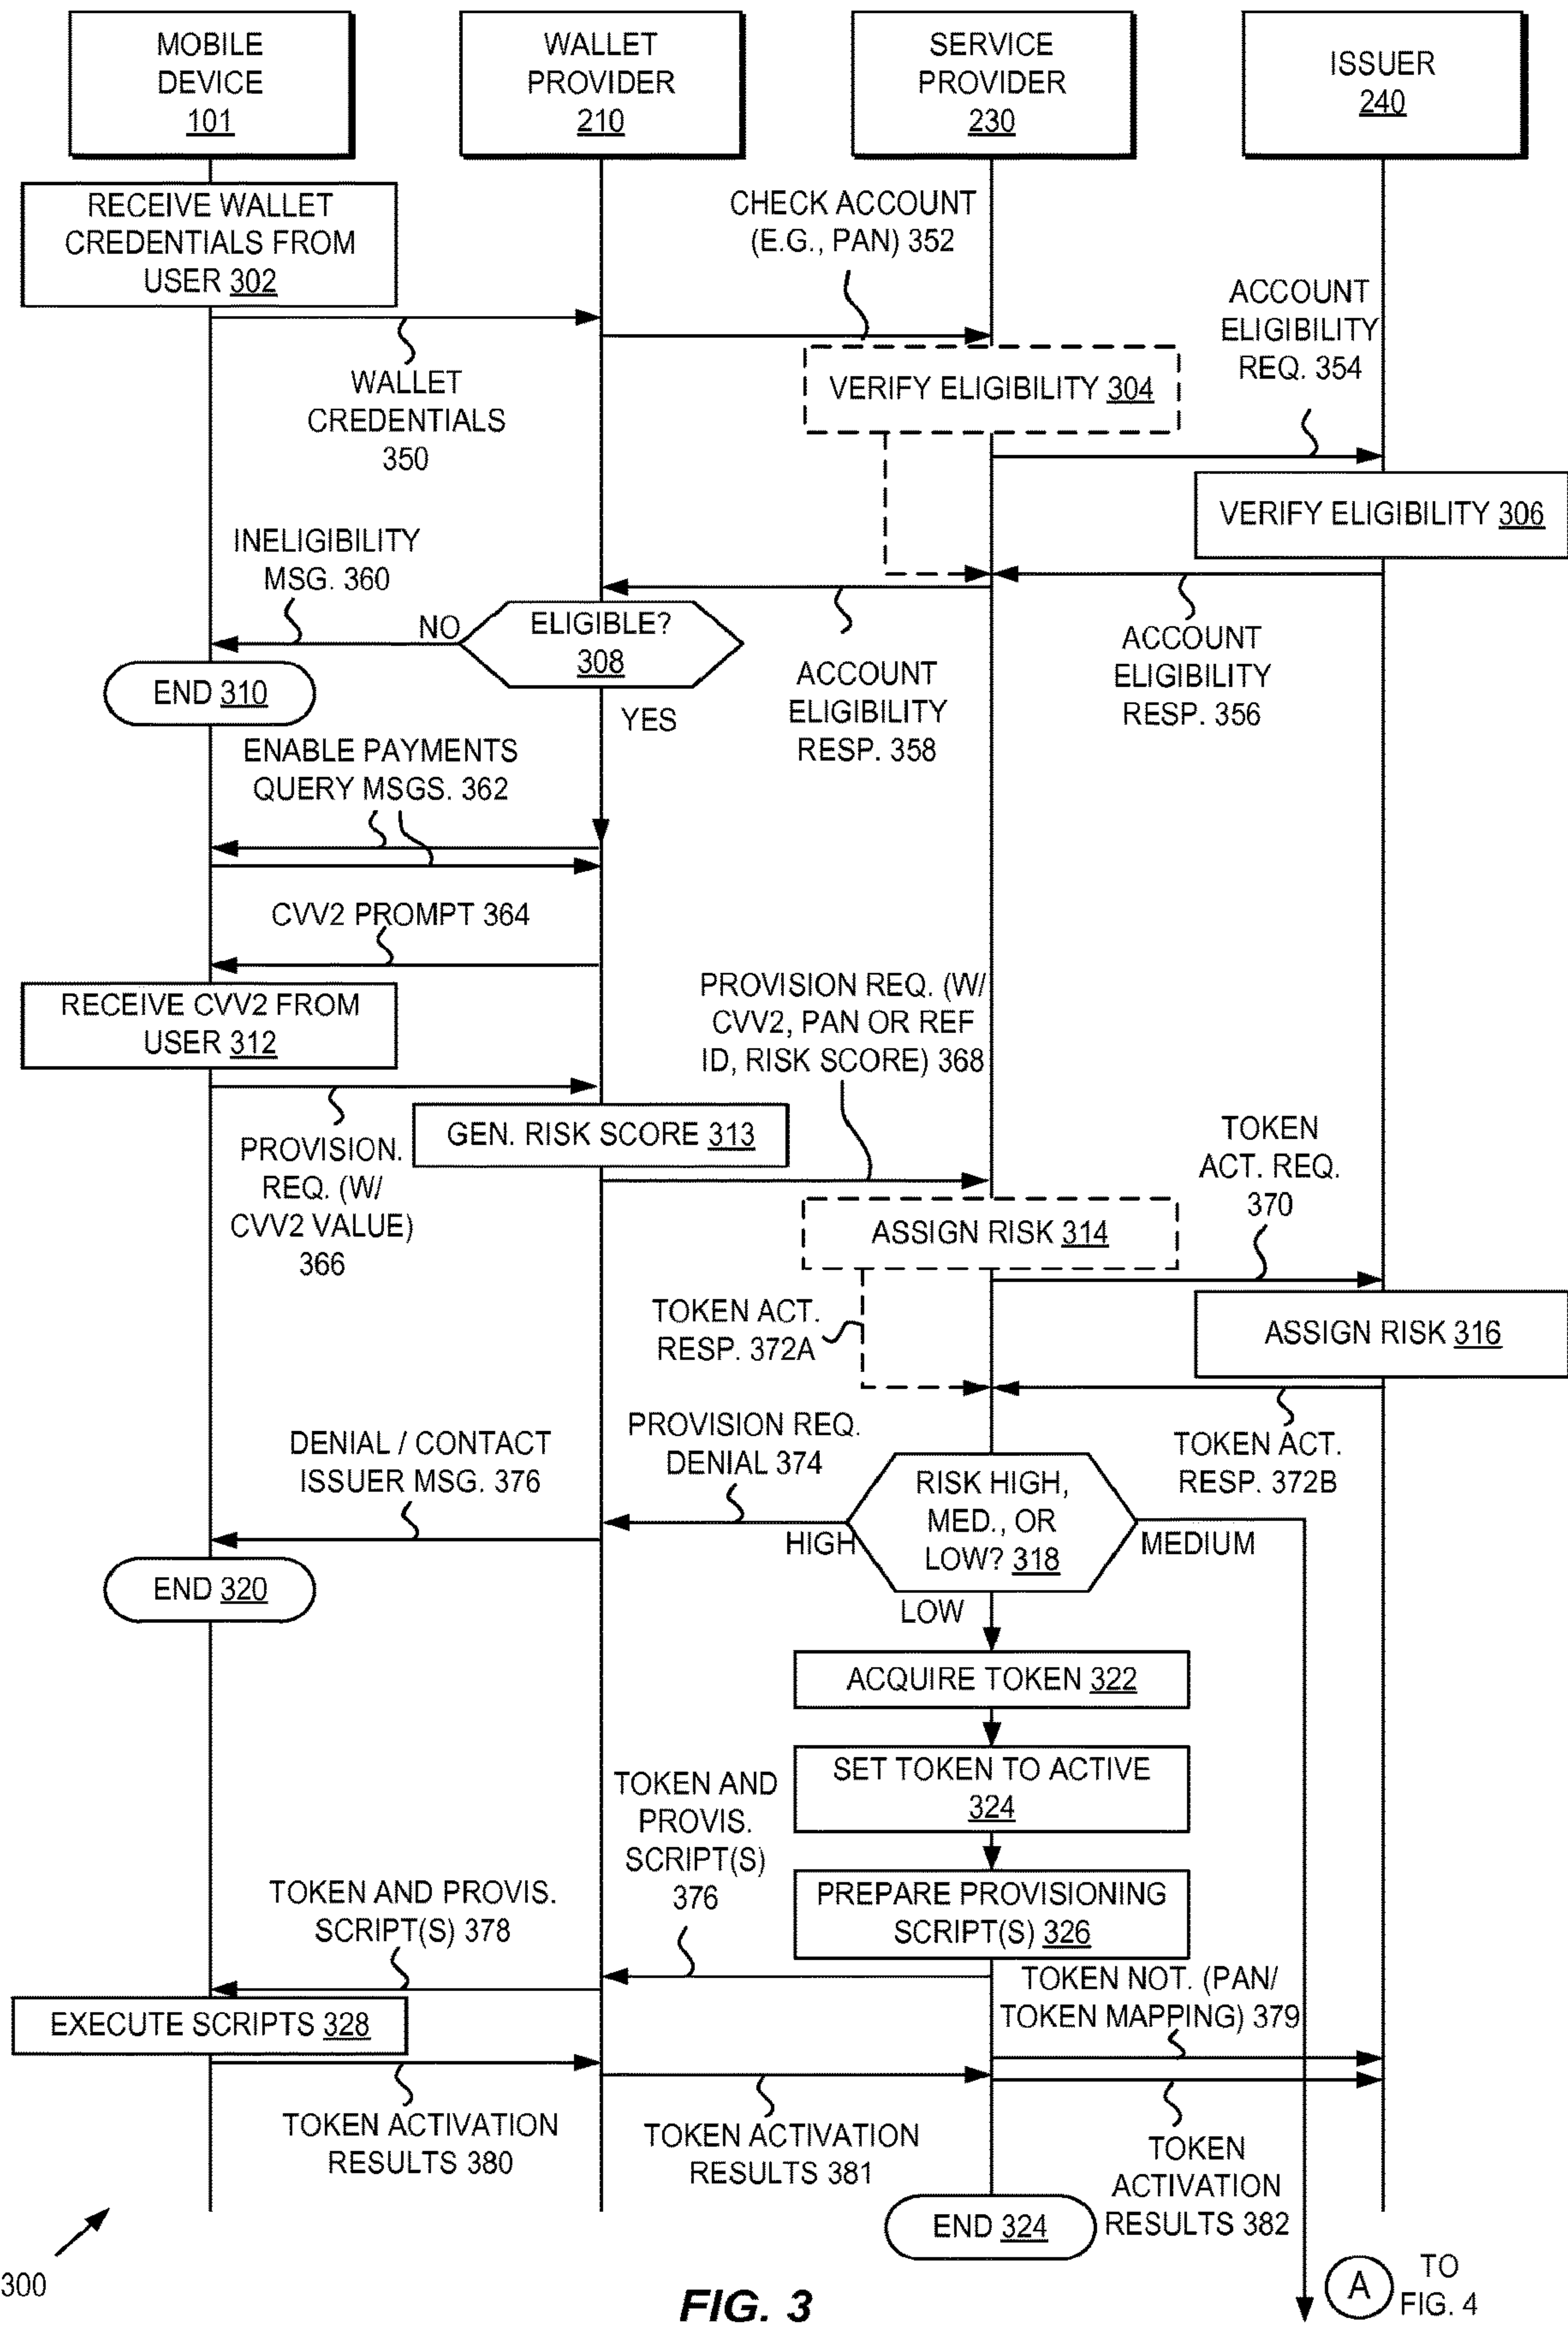 MOBILE
DEVICE
101
WALLET
PROVIDER
210
SERVICE
PROVIDER
230
ISSUER
240
RECEIVE WALLET
CREDENTIALS FROM
USER 302
CHECK ACCOUNT
(E.G., PAN) 352
ACCOUNT
ELIGIBILITY
REQ. 354
WALLET
CREDENTIALS
350
VERIFY ELIGIBILITY 304
VERIFY ELIGIBILITY 306
INELIGIBILITY
MSG. 360
NO
ELIGIBLE?
308
YES
END 310
ACCOUNT
ELIGIBILITY
RESP. 358
ACCOUNT
ELIGIBILITY
RESP. 356
ENABLE PAYMENTS
QUERY MSGS. 362
CVV2 PROMPT 364
RECEIVE CVV2 FROM
USER 312
PROVISION REQ. (W/
CVV2, PAN OR REF
ID, RISK SCORE) 368
PROVISION.
REQ. (W/
CVV2 VALUE)
366
GEN. RISK SCORE 313
TOKEN
ACT. REQ.
370
ASSIGN RISK 314
TOKEN ACT.
RESP. 372A
ASSIGN RISK 316
TOKEN ACT.
RESP. 372B
PROVISION REQ.
DENIAL 374
DENIAL / CONTACT
ISSUER MSG. 376
RISK HIGH,
MED., OR
LOW? 318
HIGH
MEDIUM
LOW
END 320
ACQUIRE TOKEN 322
SET TOKEN TO ACTIVE
324
TOKEN AND
PROVIS.
SCRIPT(S)
376
PREPARE PROVISIONING
SCRIPT(S) 326
TOKEN AND PROVIS.
SCRIPT(S) 378
TOKEN NOT. (PAN/
TOKEN MAPPING) 379
EXECUTE SCRIPTS 328
TOKEN ACTIVATION
RESULTS 380
TOKEN ACTIVATION
RESULTS 381
TOKEN
ACTIVATION
RESULTS 382
END 324
300
A
TO
FIG. 4
FIG. 3